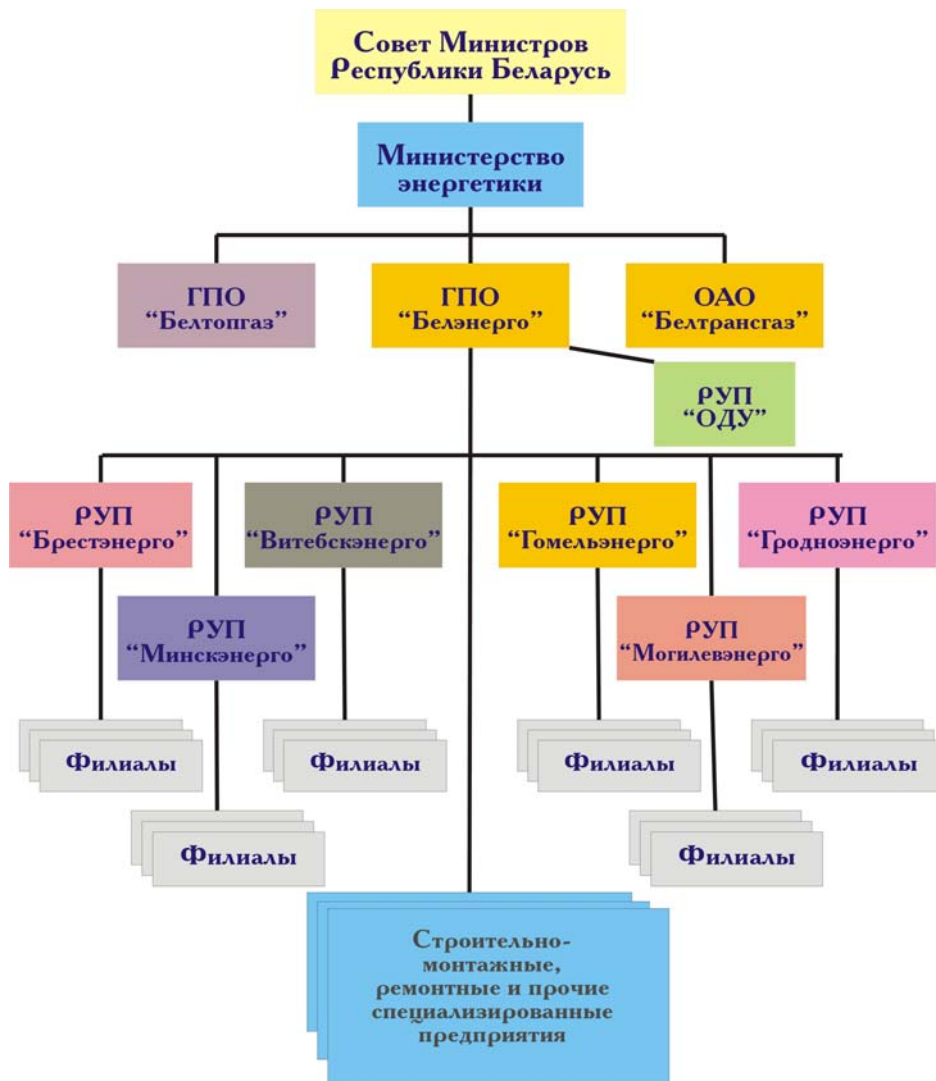 Совет Министров
Республики Беларусь
Министерство
энергетики
ГПО
“Белтопгаз”
ГПО
“Белэнерго”
ОАО
“Белтрансгаз”
РУП
“ОДУ”
РУП
“Брестэнерго”
РУП
“Витебскэнерго”
РУП
“Гомельэнерго”
РУП
“Гродноэнерго”
РУП
“Минскэнерго”
РУП
“Могилевэнерго”
Филиалы
Филиалы
Филиалы
Филиалы
Филиалы
Филиалы
Строительно-
монтажные,
ремонтные и прочие
специализированные
предприятия